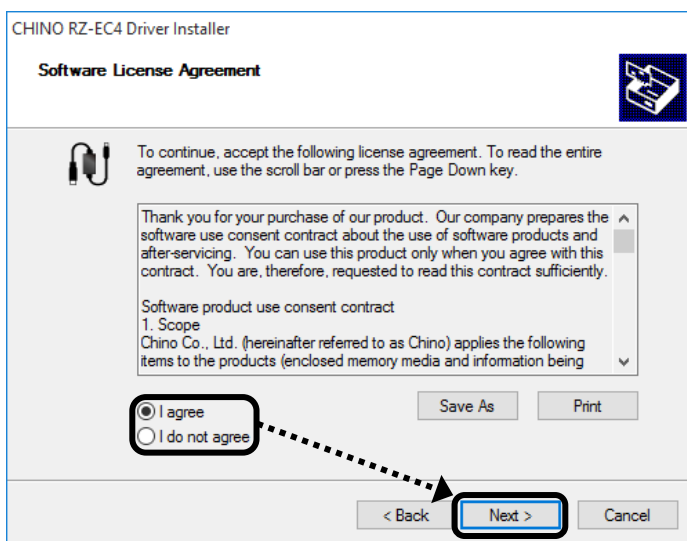 CHINO RZ-EC4 Driver Installer
Software License Agreement
To continue, accept the following license agreement. To read the entire
agreement, use the scroll bar or press the Page Down key.
Thank you for your purchase of our product.  Our company prepares the
software use consent contract about the use of software products and
after-servicing.  You can use this product only when you agree with this
contract.  You are, therefore, requested to read this contract sufficiently.
Software product use consent contract
1. Scope
Chino Co., Ltd. (hereinafter referred to as Chino) applies the following
items to the products (enclosed memory media and information being
I agree
I do not agree
Save As
Print
< Back
Next >
Cancel